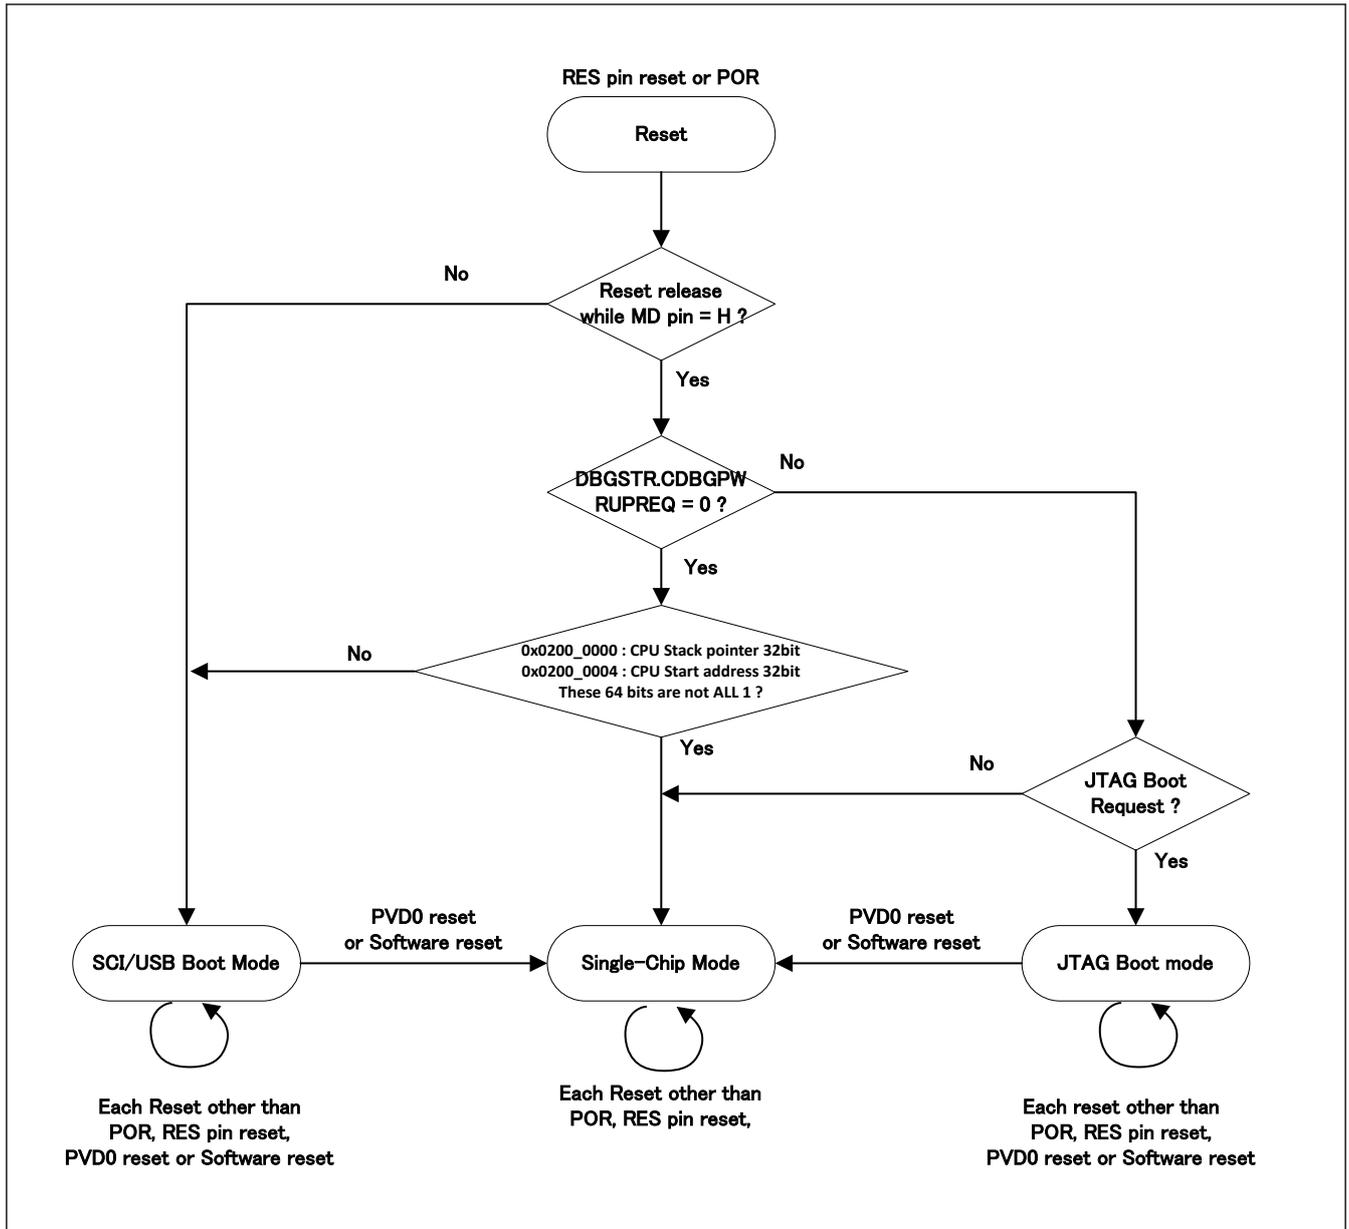 RES pin reset or POR
Reset
No
Reset release
while MD pin = H ?
Yes
DBGSTR.CDBGPW
RUPREQ = 0 ?
No
Yes
0x0200_0000 : CPU Stack pointer 32bit
0x0200_0004 : CPU Start address 32bit
These 64 bits are not ALL 1 ?
No
Yes
No
JTAG Boot
Request ?
Yes
PVD0 reset
or Software reset
PVD0 reset
or Software reset
SCI/USB Boot Mode
Single-Chip Mode
JTAG Boot mode
Each Reset other than
POR, RES pin reset,
PVD0 reset or Software reset
Each Reset other than
POR, RES pin reset,
Each reset other than
POR, RES pin reset,
PVD0 reset or Software reset